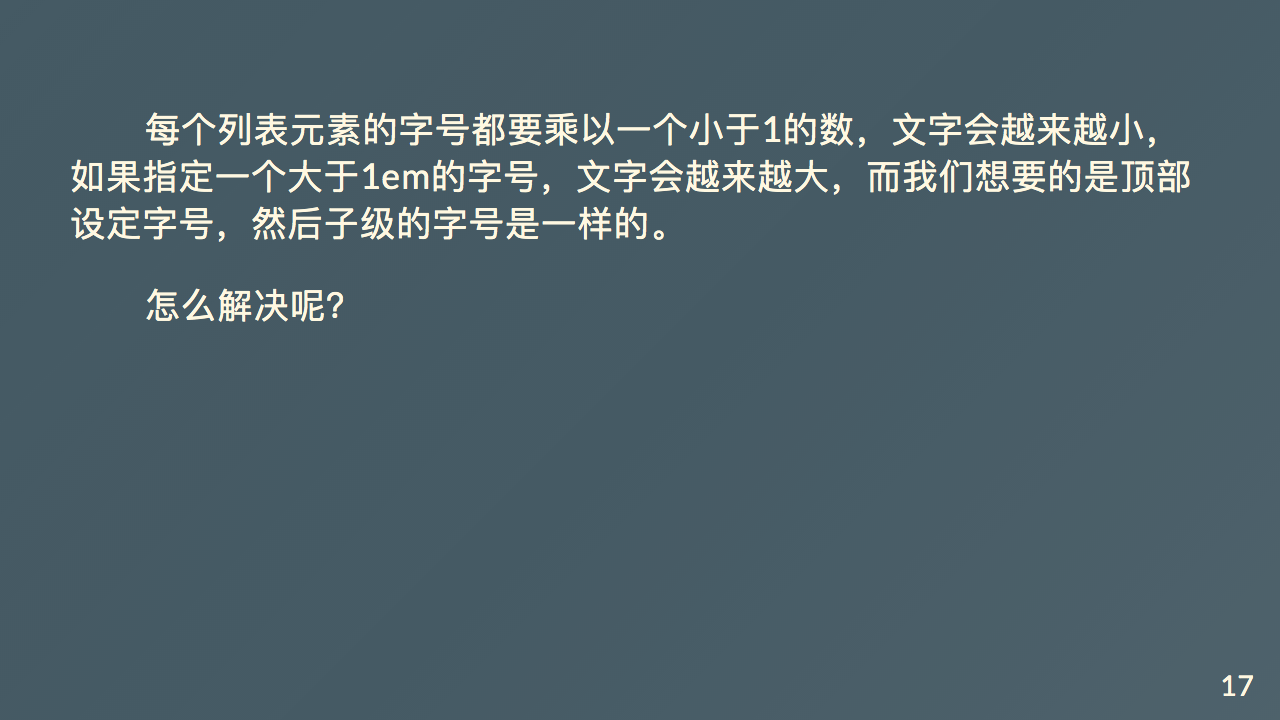 每个列表元素的字号都要乘以一个小于1的数，文字会越来越小，
如果指定一个大于1em的字号，文字会越来越大，而我们想要的是顶部
设定字号，然后子级的字号是一样的。
怎么解决呢？
17